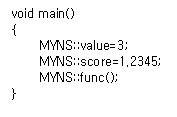 void main()
{
MYNS::value=3;
MYNS::score=1,2345;
MYNS::func();
}